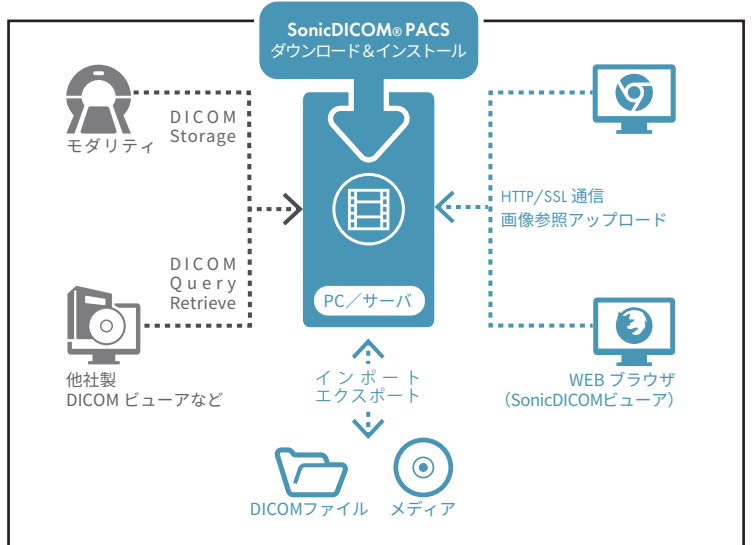 SonicDICOM® PACS
ダウンロード＆インストール
モダリティ
DICOM
Storage
HTTP/SSL 通信
画像参照アップロード
DICOM
Query
Retrieve
PC／サーバ
他社製
DICOM ビューアなど
インポート
エクスポート
WEB ブラウザ
（SonicDICOMビューア）
DICOMファイル
メディア